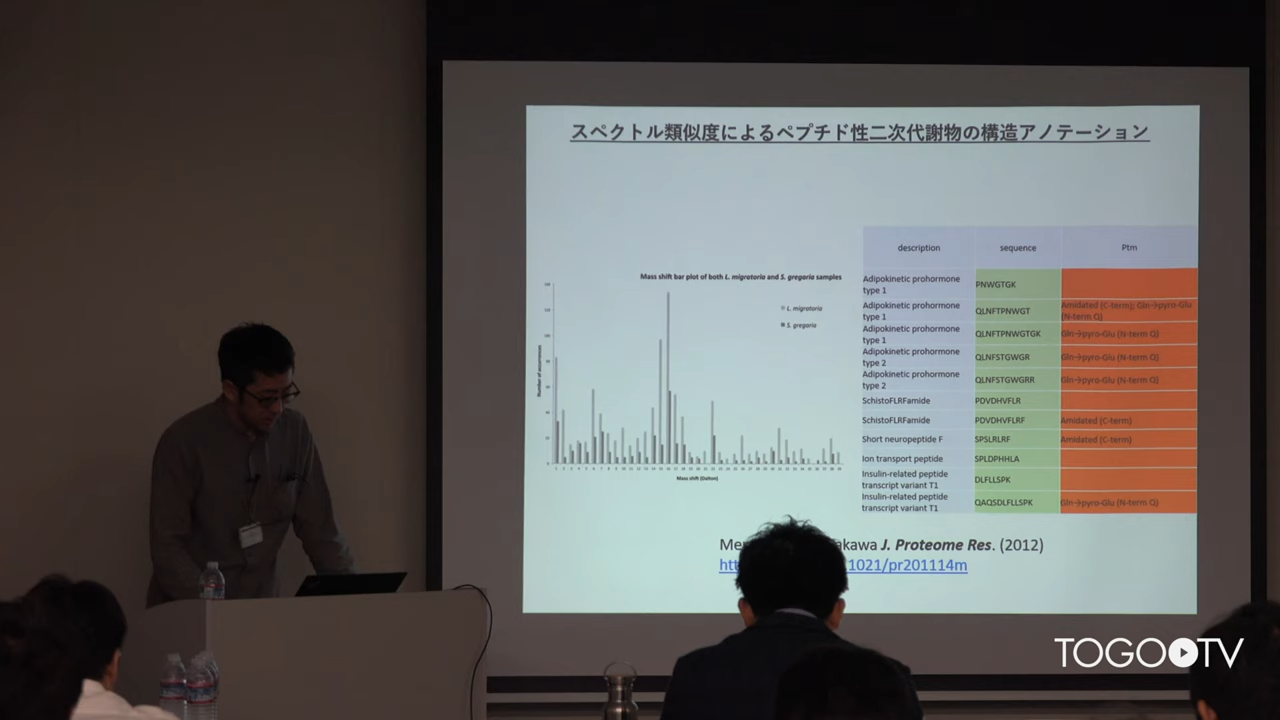 スペクトル類似度によるペプチド性二次代謝物の構造アノテーション
Mass shift bar plot of both L. migratoria and S. gregaria samples
L. migratoria
S. gregaria
Number of occurrences
Mass shift (Dalton)
description sequence Ptm
Adipokinetic prohormone type 1 PNWGTGK
Adipokinetic prohormone type 1 QLNFTPNWGT Amidated (C-term); Gln->pyro-Glu (N-term Q)
Adipokinetic prohormone type 1 QLNFTPNWGTGK Gln->pyro-Glu (N-term Q)
Adipokinetic prohormone type 2 QLNFSTGWGR Gln->pyro-Glu (N-term Q)
Adipokinetic prohormone type 2 QLNFSTGWGRR Gln->pyro-Glu (N-term Q)
SchistoFLRFamide PDVDHVFLR
SchistoFLRFamide PDVDHVFLRF Amidated (C-term)
Short neuropeptide F SPSLRLRF Amidated (C-term)
Ion transport peptide SPLDPHHLA
Insulin-related peptide transcript variant T1 DLFLLSPK
Insulin-related peptide transcript variant T1 QAQSDLFLLSPK Gln->pyro-Glu (N-term Q)
J. Proteome Res. (2012)
1021/pr201114m
TOGOTV